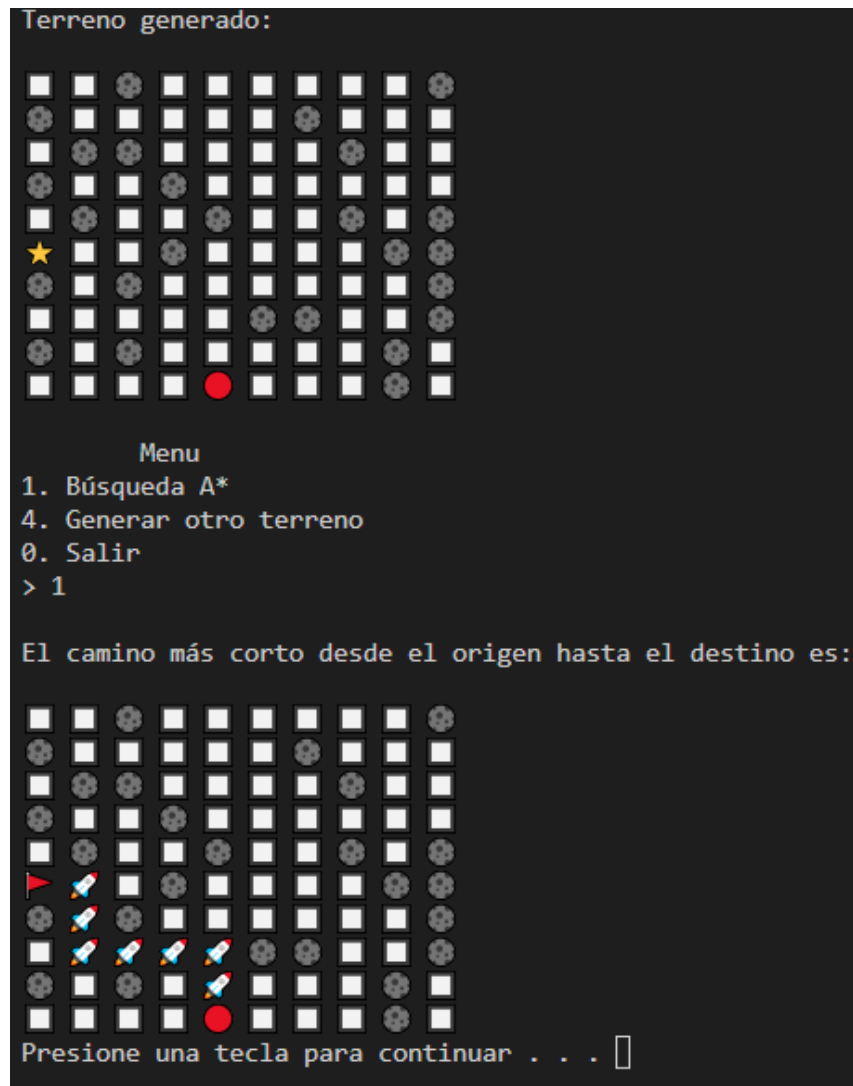 Terreno generado:
Menu
1. Búsqueda A*
4. Generar otro terreno
0. Salir
> 1
El camino más corto desde el origen hasta el destino es:
Presione una tecla para continuar . . .